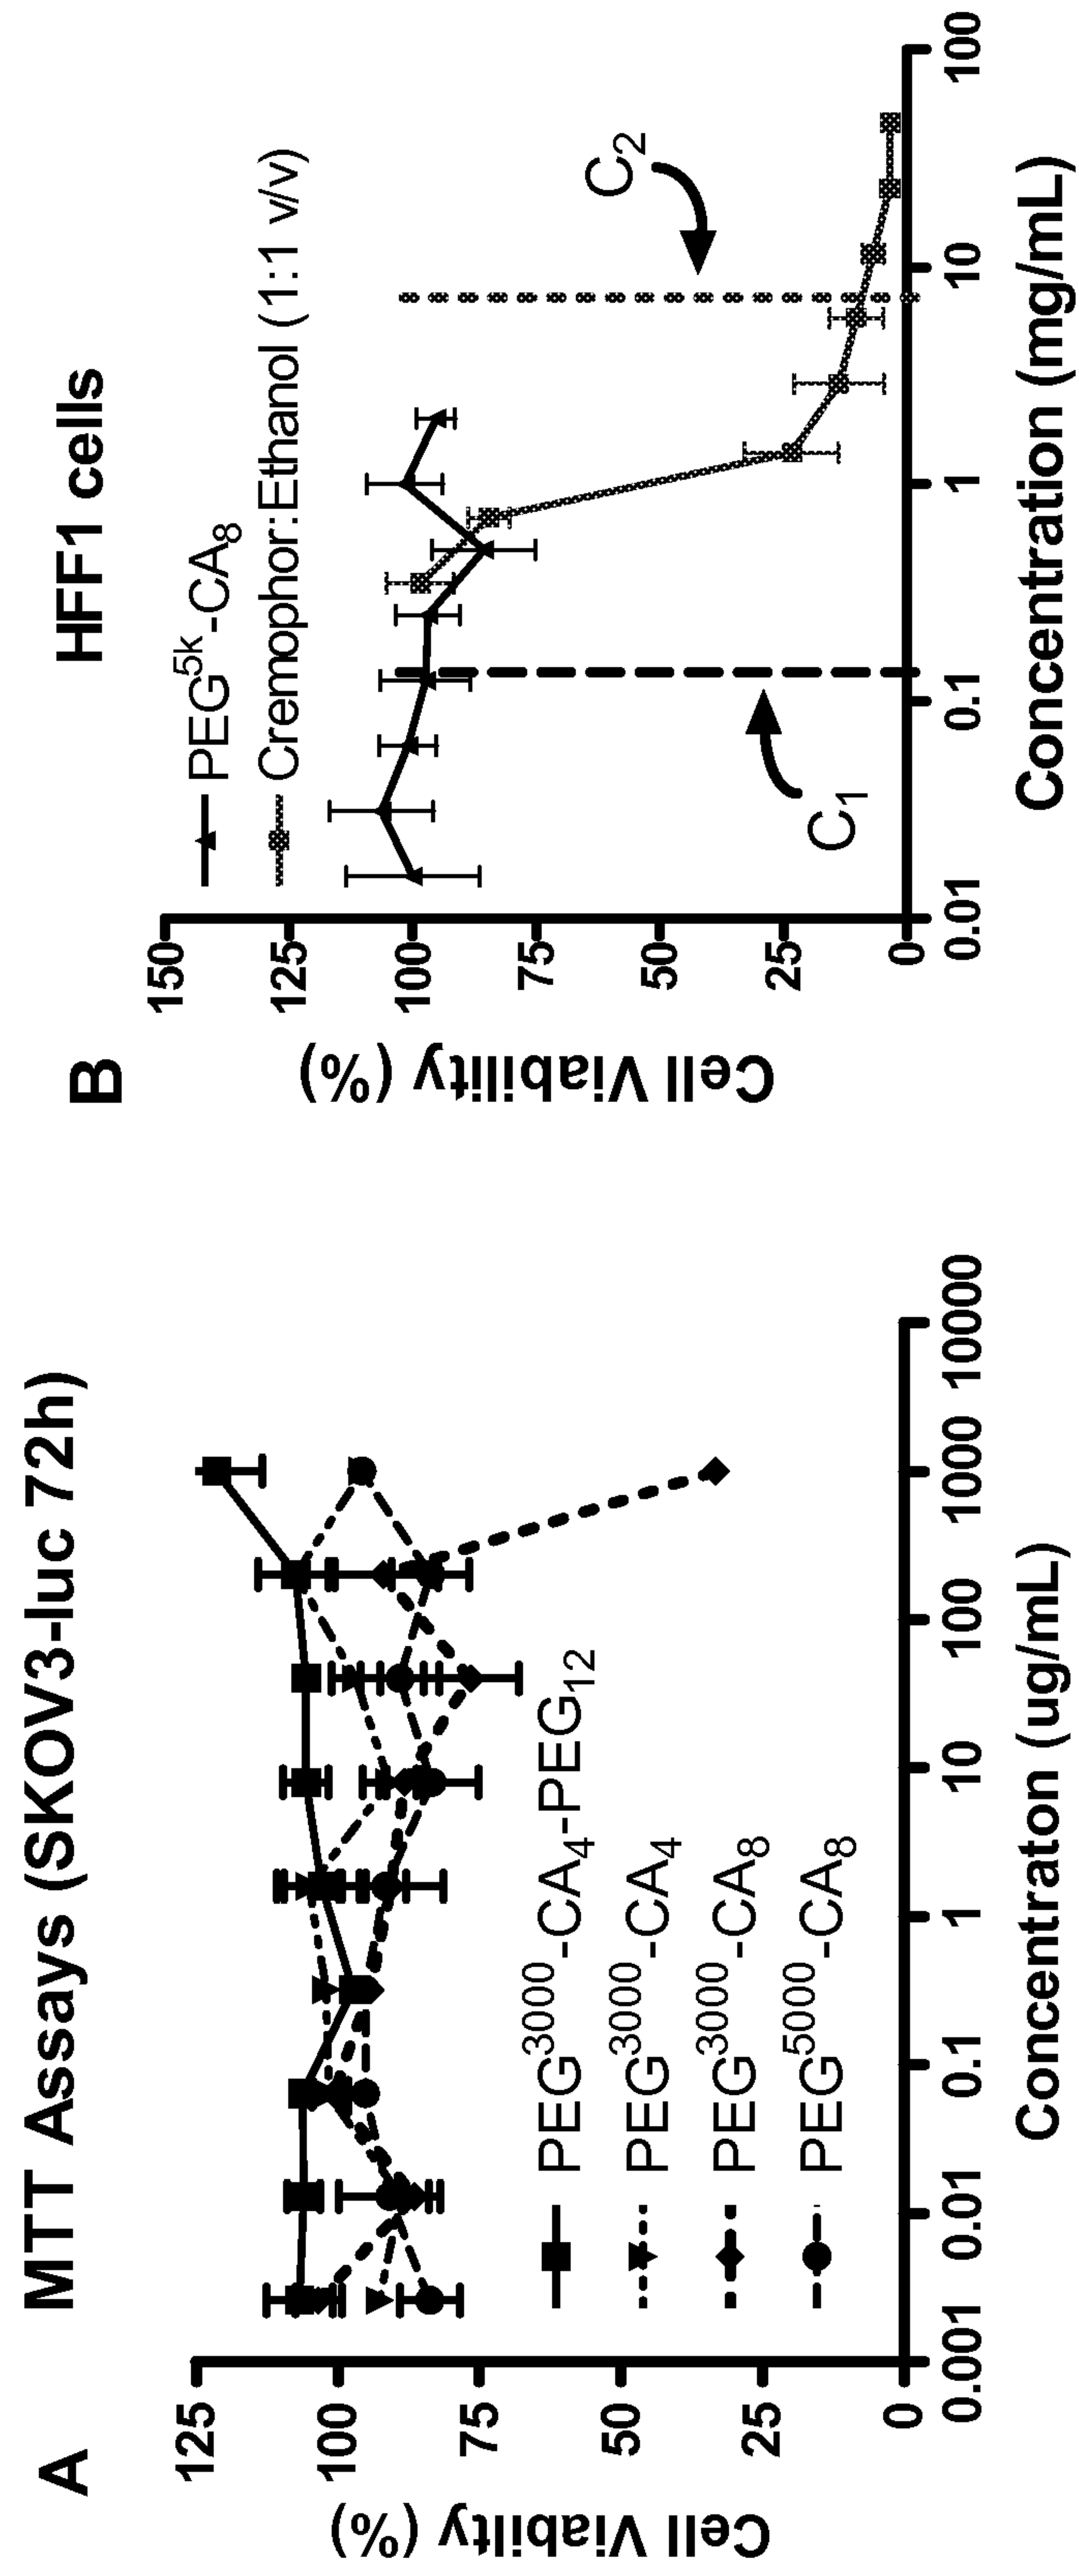 A
MTT Assays (SKOV3-luc 72h)
Cell Viabilty (%)
125
100
75
50
25
0
PEG3000-CA4-PEG12
PEG3000-CA4
PEG3000-CA8
PEG5000-CA8
0.001 0.01 0.1 1 10 100 1000 10000
Concentraton (ug/mL)
B
HFF1 cells
Cell Viability (%)
150
125
100
75
50
25
0
PEG5k-CA8
Cremophor:Ethanol (1:1 v/v)
C1
C2
0.01 0.1 1 10 100
Concentration (mg/mL)